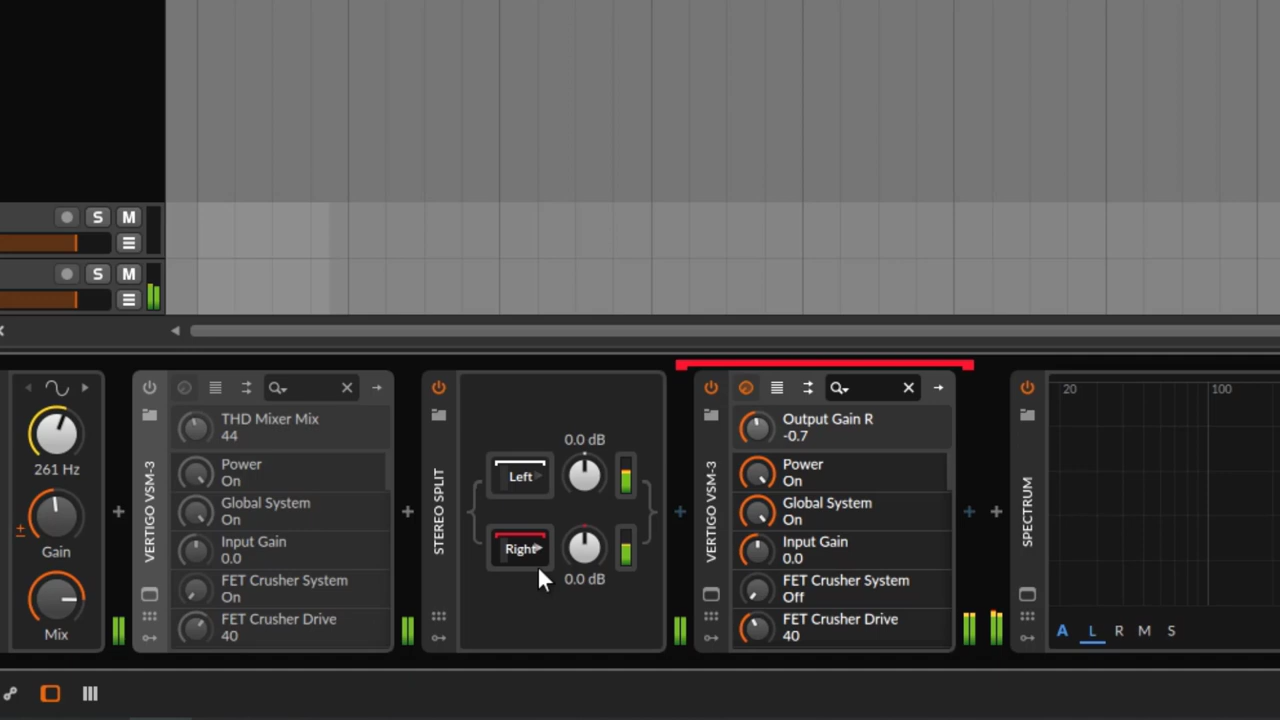 S M
S M
261 Hz
Gain
Mix
VERTIGO VSM-3
THD Mixer Mix
44
Power
On
Global System
On
Input Gain
0.0
FET Crusher System
On
FET Crusher Drive
40
STEREO SPLIT
0.0 dB
Left
Right
0.0 dB
VERTIGO VSM-3
Output Gain R
-0.7
Power
On
Global System
On
Input Gain
0.0
FET Crusher System
Off
FET Crusher Drive
40
SPECTRUM
20 100
A L R M S